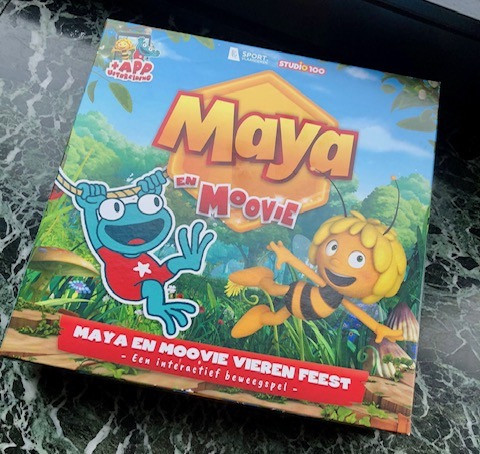 +APP
UITBREIDING
SPORT
STUDIO 100
Maya
EN MOOVIE
MAYA EN MOOVIE VIEREN FEEST
- Een interactief beweegspel -